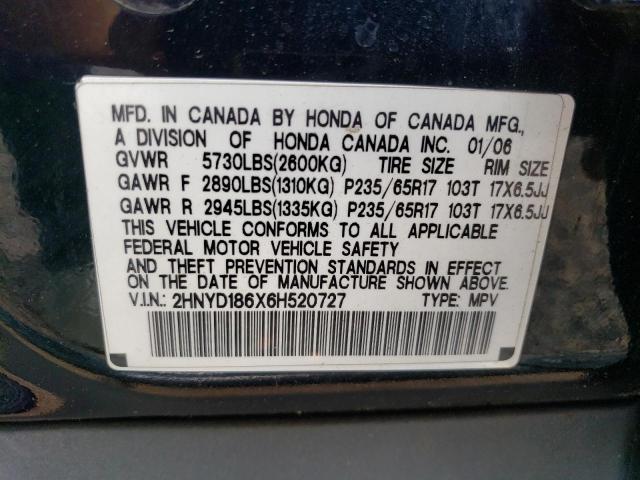 MFD. IN CANADA BY HONDA OF CANADA MFG.,
A DIVISION OF HONDA CANADA INC. 01/06
GVWR 5730LBS(2600KG) TIRE SIZE RIM SIZE
GAWR F 2890LBS(1310KG) P235/65R17 103T 17X6.5JJ
GAWR R 2945LBS(1335KG) P235/65R17 103T 17X6.5JJ
THIS VEHICLE CONFORMS TO ALL APPLICABLE
FEDERAL MOTOR VEHICLE SAFETY
AND THEFT PREVENTION STANDARDS IN EFFECT
ON THE DATE OF MANUFACTURE SHOWN ABOVE.
V.I.N.: 2HNYD186X6H520727 TYPE: MPV